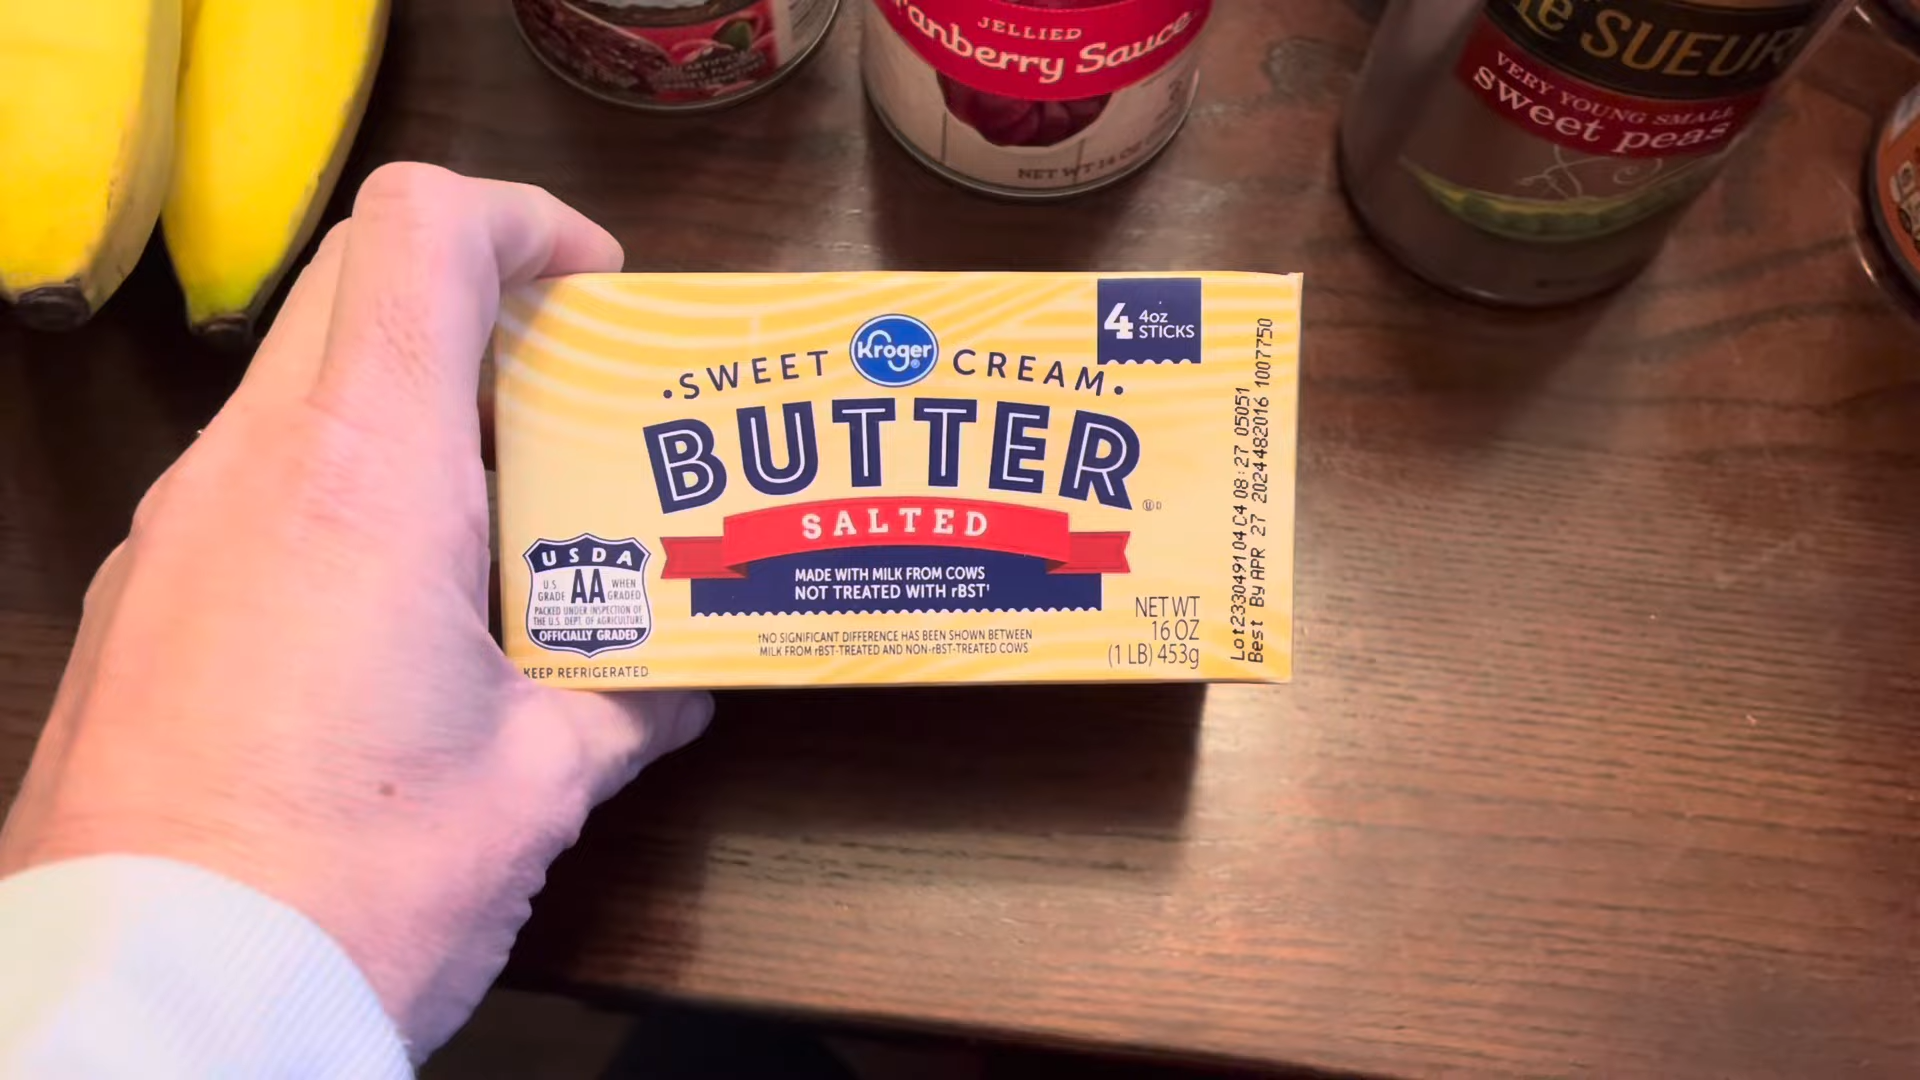 JELLIED
Cranberry Sauce
NET WT 14 OZ
Le SUEUR
VERY YOUNG SMALL
sweet peas
4 4oz
STICKS
SWEET Kroger CREAM
BUTTER
SALTED
MADE WITH MILK FROM COWS
NOT TREATED WITH rBST†
†NO SIGNIFICANT DIFFERENCE HAS BEEN SHOWN BETWEEN
MILK FROM rBST-TREATED AND NON-rBST-TREATED COWS
USDA
U.S. GRADE AA WHEN GRADED
PACKED UNDER INSPECTION OF
THE U.S. DEPT. OF AGRICULTURE
OFFICIALLY GRADED
KEEP REFRIGERATED
NET WT
16 OZ
(1 LB) 453g
Lot2330491 04 C4 08:27 05051
Best By APR 27 2024482016 1007750